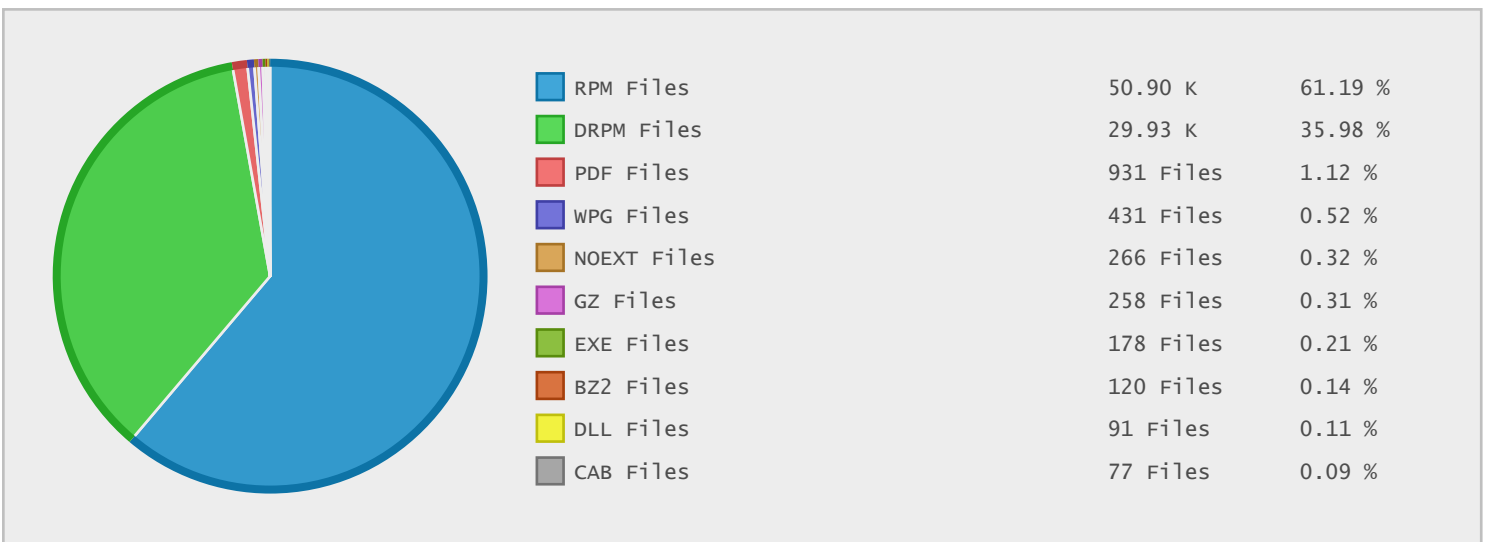 RPM Files 50.90 K 61.19 %
DRPM Files 29.93 K 35.98 %
PDF Files 931 Files 1.12 %
WPG Files 431 Files 0.52 %
NOEXT Files 266 Files 0.32 %
GZ Files 258 Files 0.31 %
EXE Files 178 Files 0.21 %
BZ2 Files 120 Files 0.14 %
DLL Files 91 Files 0.11 %
CAB Files 77 Files 0.09 %